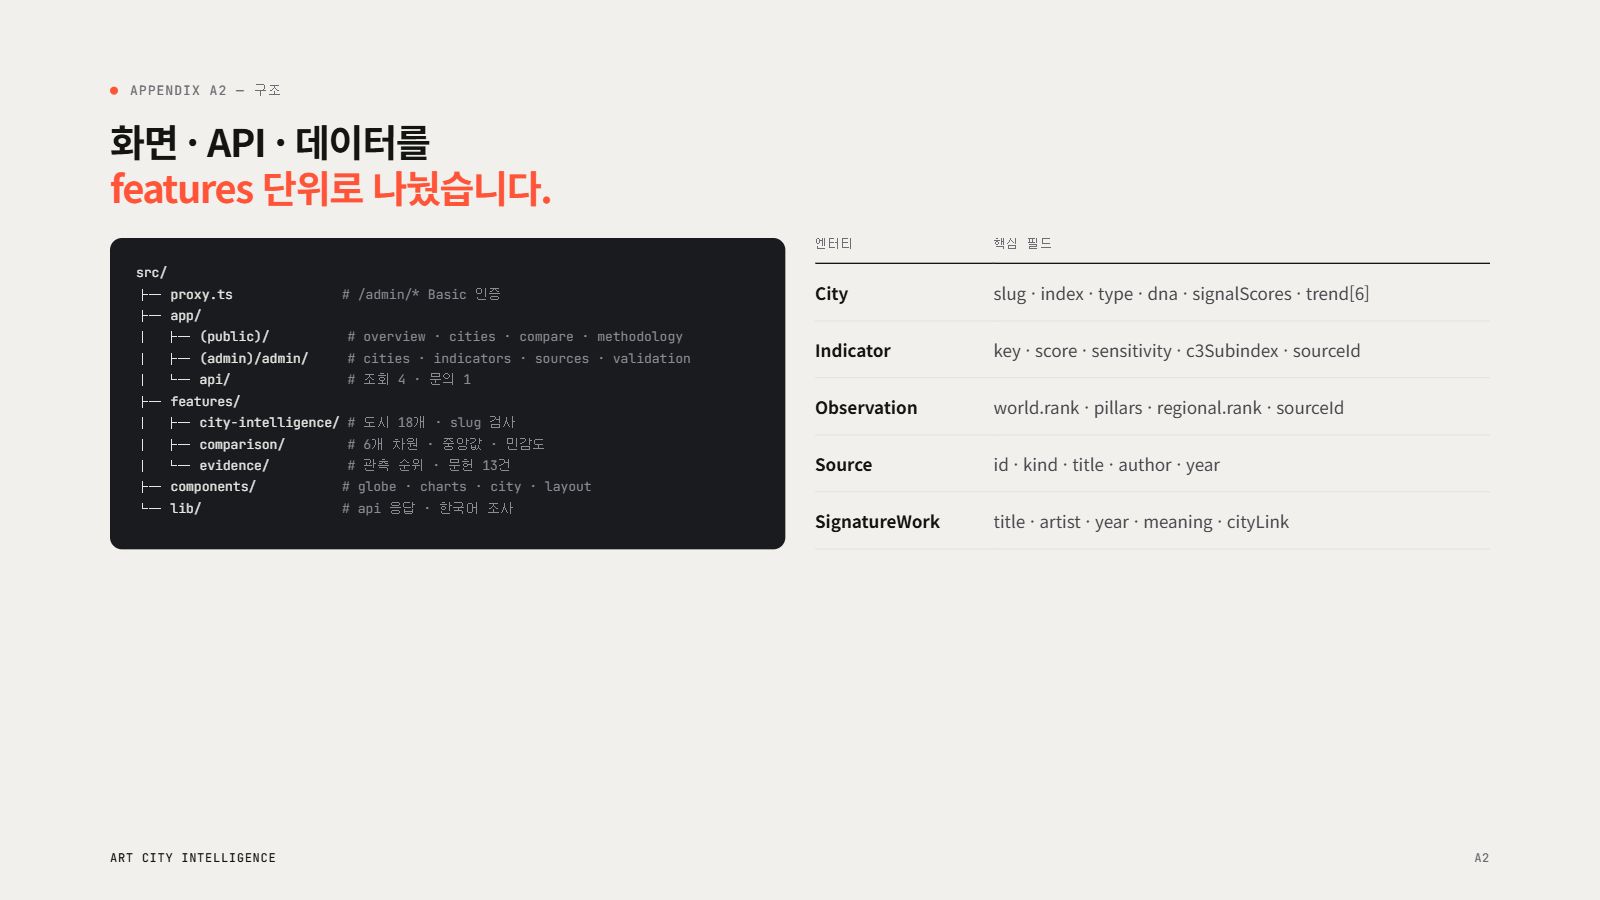 APPENDIX A2 — 구조
화면 · API · 데이터를
features 단위로 나눴습니다.
src/
├── proxy.ts # /admin/* Basic 인증
├── app/
│ ├── (public)/ # overview · cities · compare · methodology
│ ├── (admin)/admin/ # cities · indicators · sources · validation
│ └── api/ # 조회 4 · 문의 1
├── features/
│ ├── city-intelligence/ # 도시 18개 · slug 검사
│ ├── comparison/ # 6개 차원 · 중앙값 · 민감도
│ └── evidence/ # 관측 순위 · 문헌 13건
├── components/ # globe · charts · city · layout
└── lib/ # api 응답 · 한국어 조사
엔터티 핵심 필드
City slug · index · type · dna · signalScores · trend[6]
Indicator key · score · sensitivity · c3Subindex · sourceId
Observation world.rank · pillars · regional.rank · sourceId
Source id · kind · title · author · year
SignatureWork title · artist · year · meaning · cityLink
ART CITY INTELLIGENCE
A2